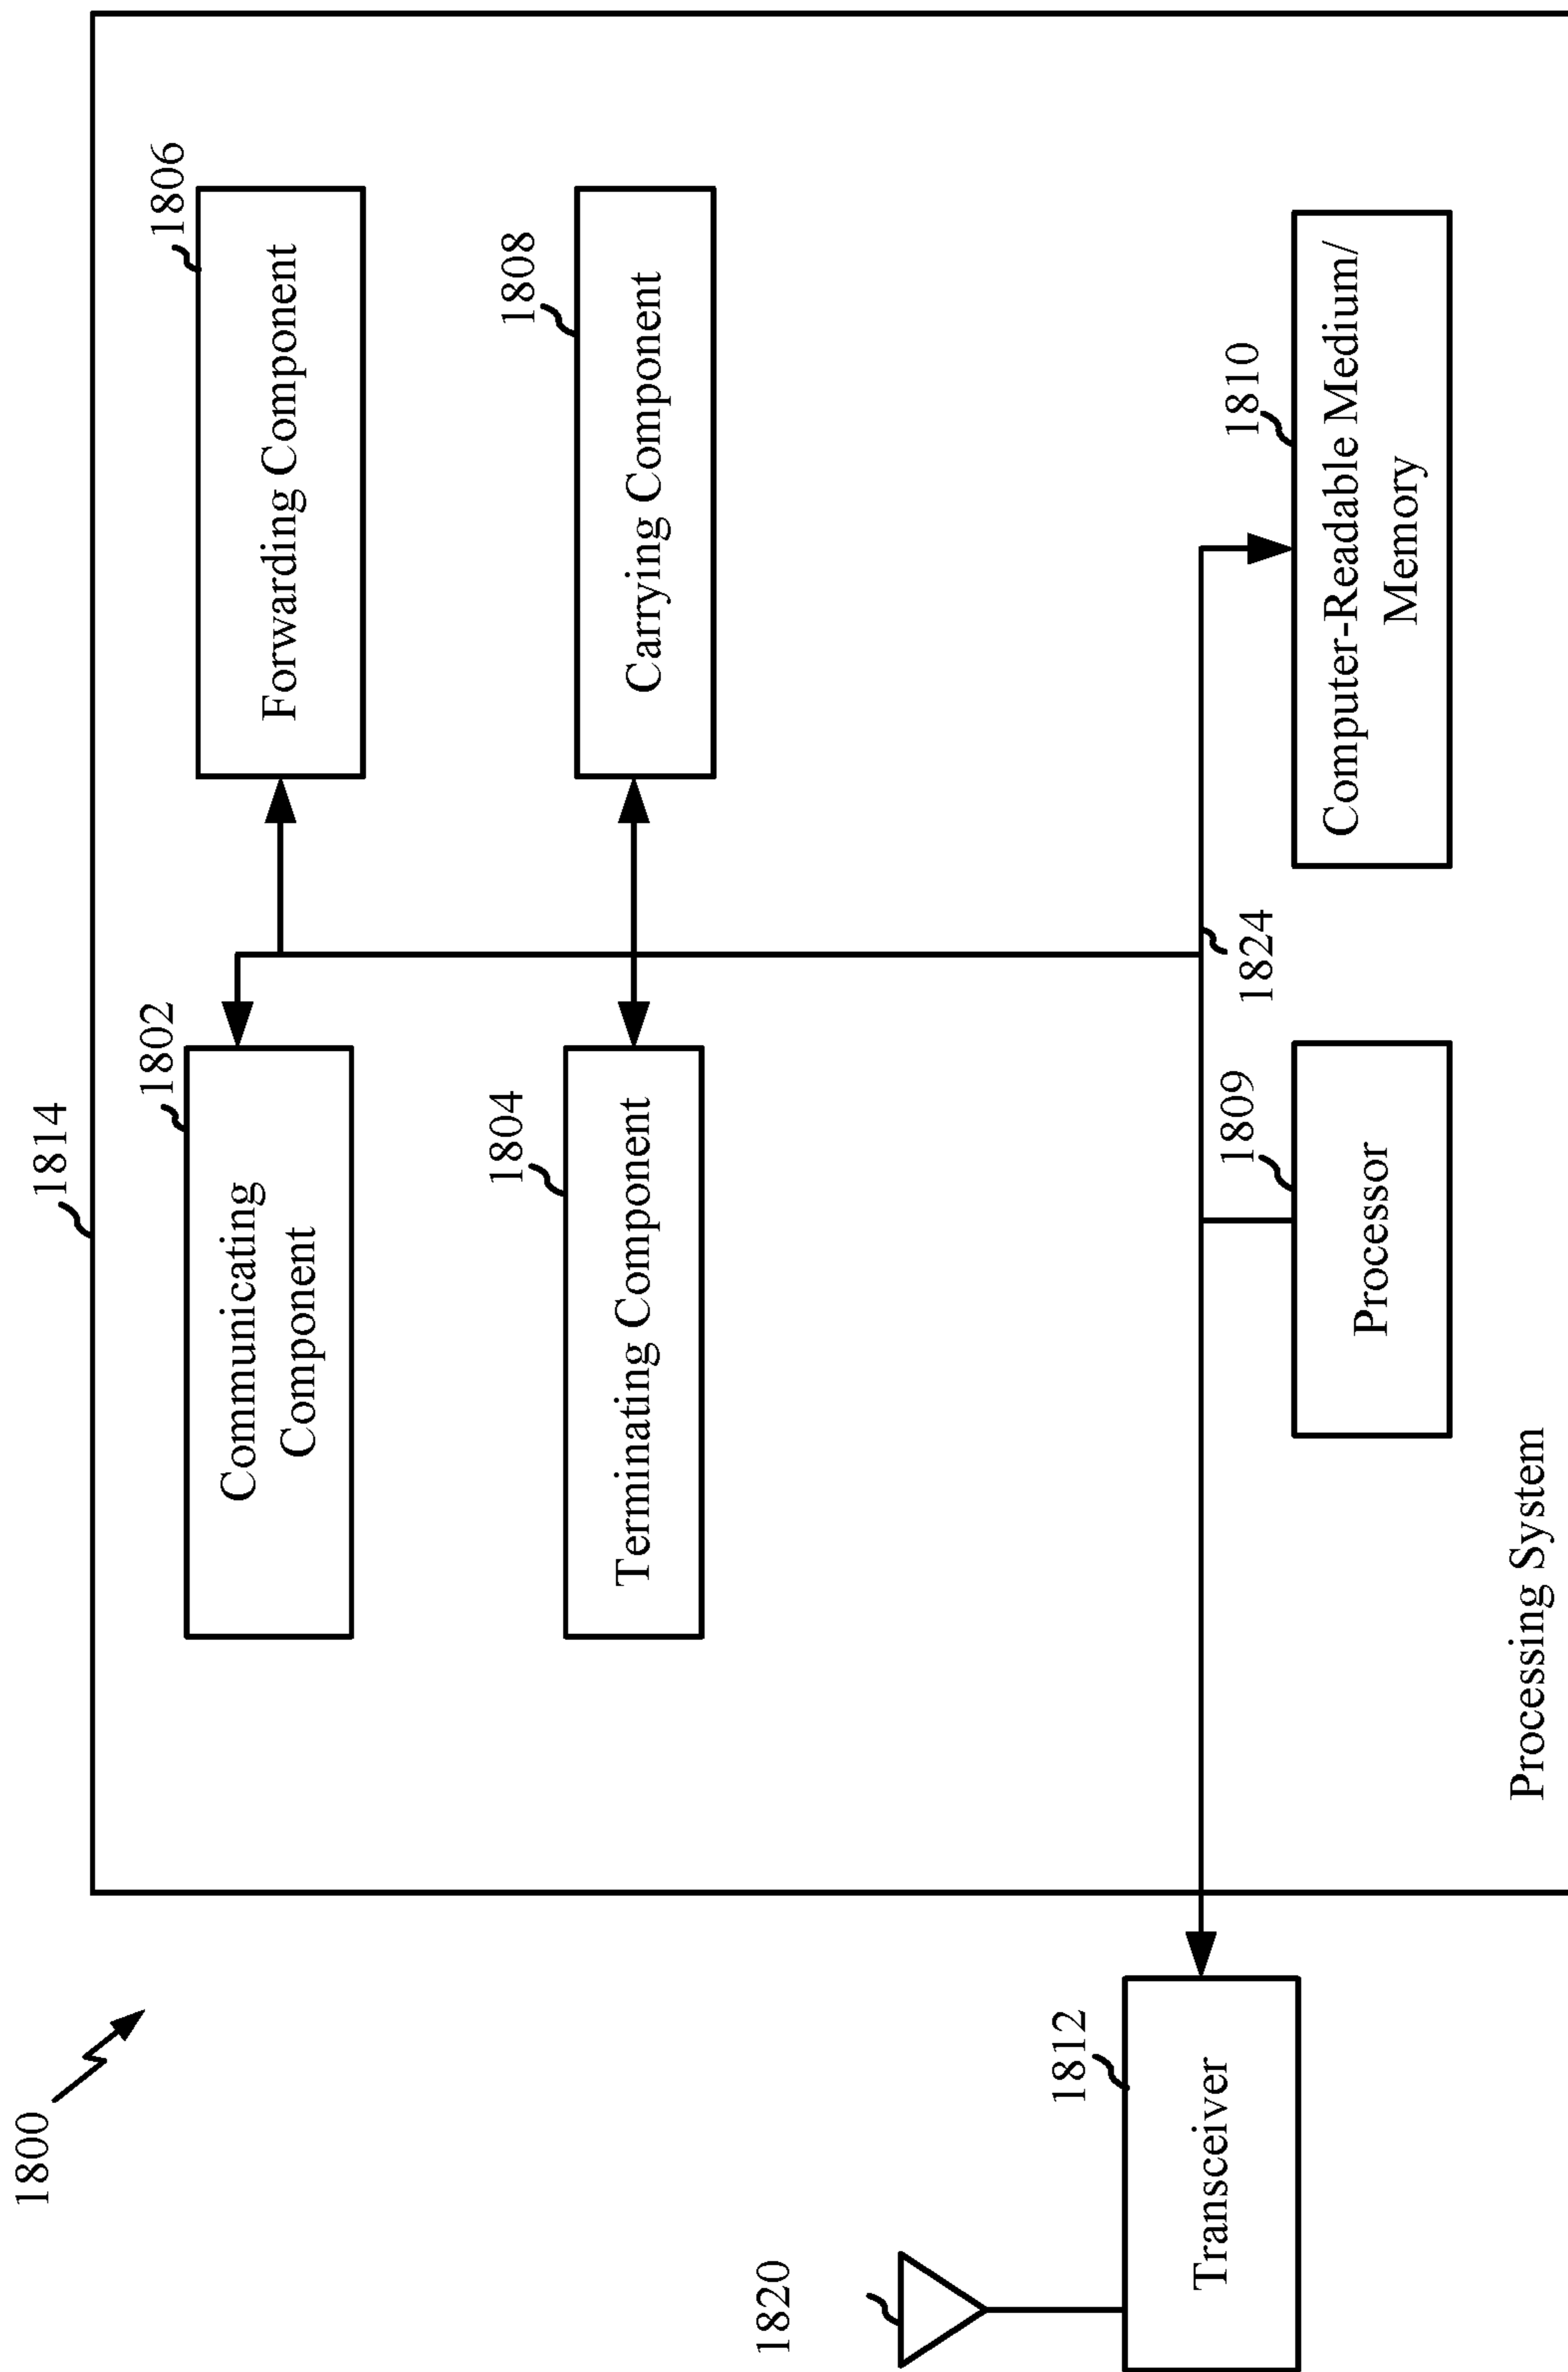 1800
1814
1802
Communicating
Component
1806
Forwarding Component
1804
Terminating Component
1808
Carrying Component
1820
1812
Transceiver
1824
1809
Processor
1810
Computer-Readable Medium/
Memory
Processing System